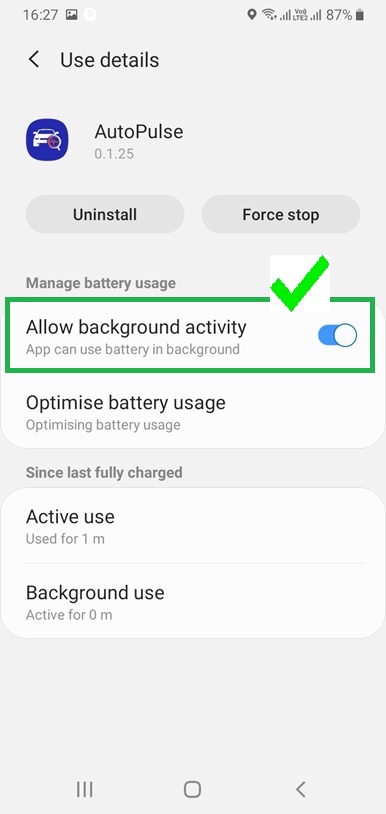 16:27 Vo)) LTE2 87%
Use details
AutoPulse
0.1.25
Uninstall Force stop
Manage battery usage
Allow background activity
App can use battery in background
Optimise battery usage
Optimising battery usage
Since last fully charged
Active use
Used for 1 m
Background use
Active for 0 m